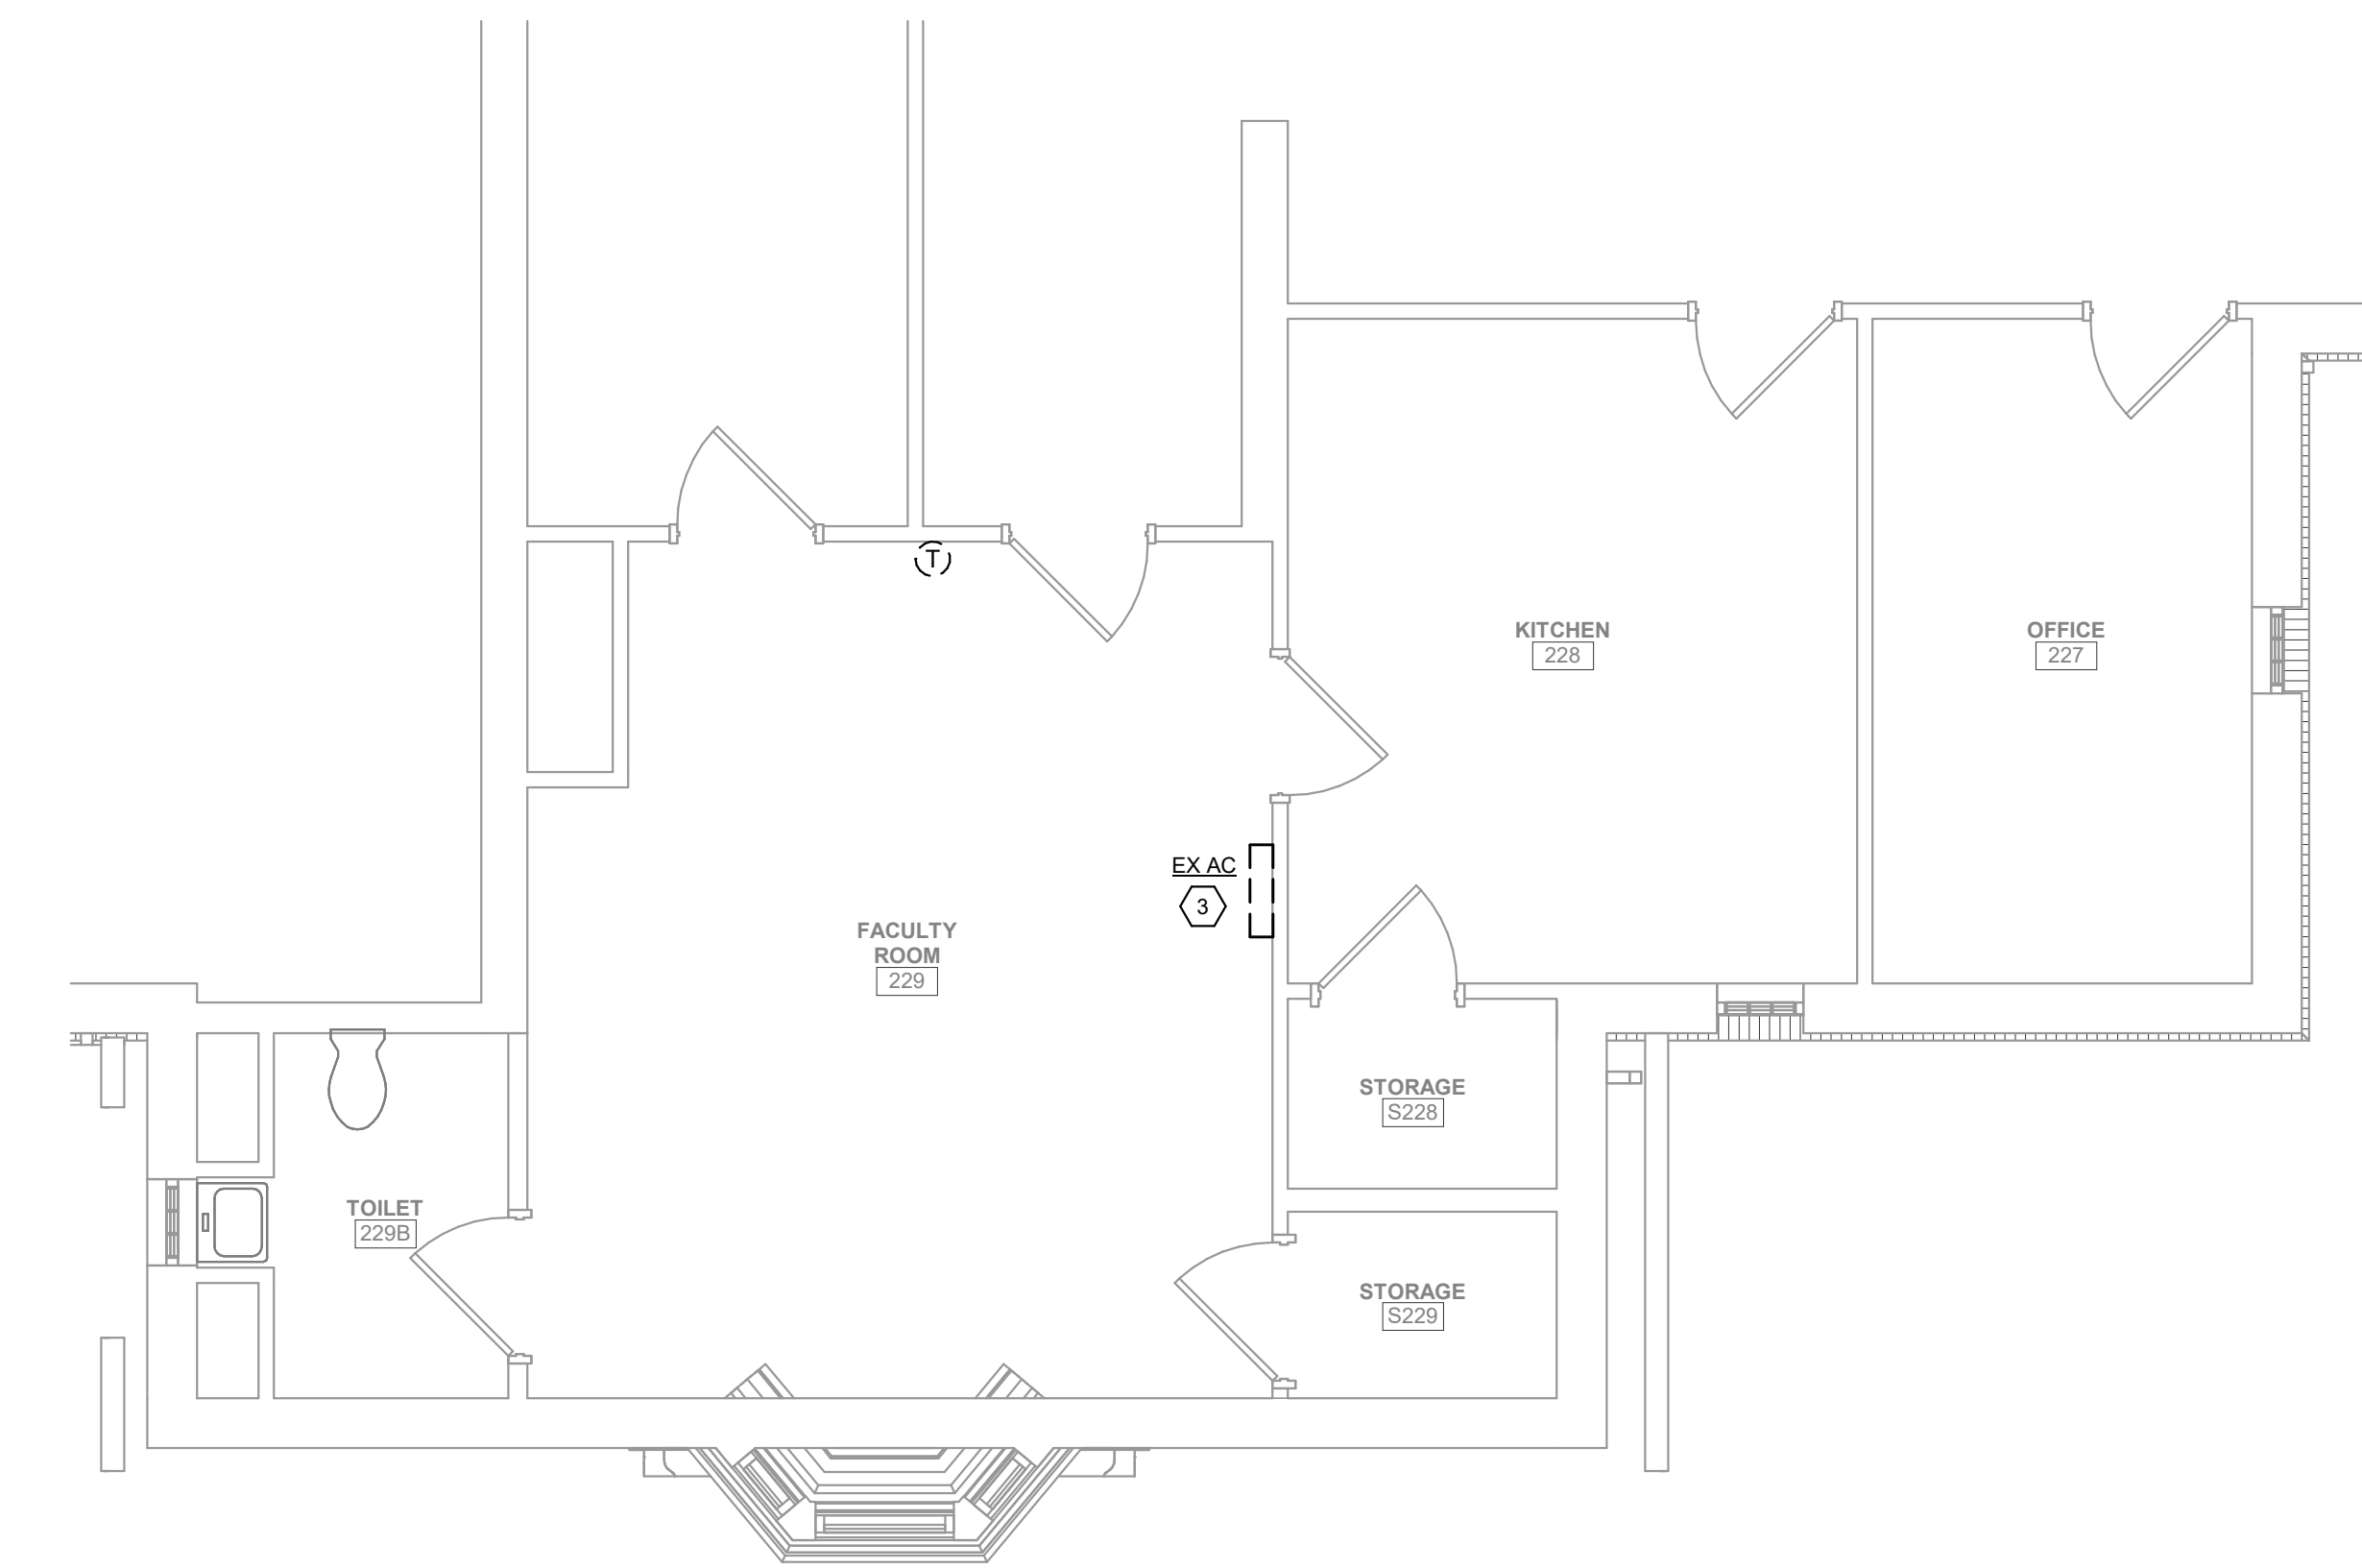 T
KITCHEN
228
OFFICE
227
EX AC
3
FACULTY
ROOM
229
STORAGE
S228
TOILET
229B
STORAGE
S229